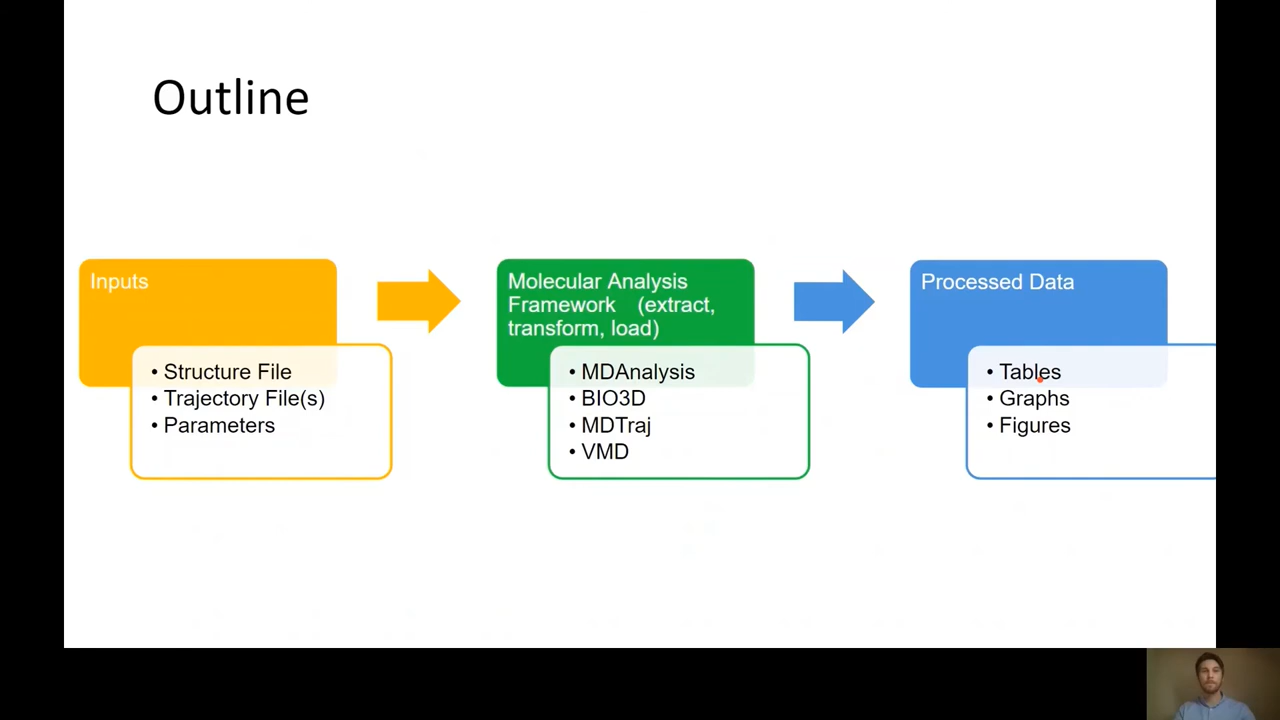 Outline
Inputs
• Structure File
• Trajectory File(s)
• Parameters
Molecular Analysis
Framework (extract,
transform, load)
• MDAnalysis
• BIO3D
• MDTraj
• VMD
Processed Data
• Tables
• Graphs
• Figures